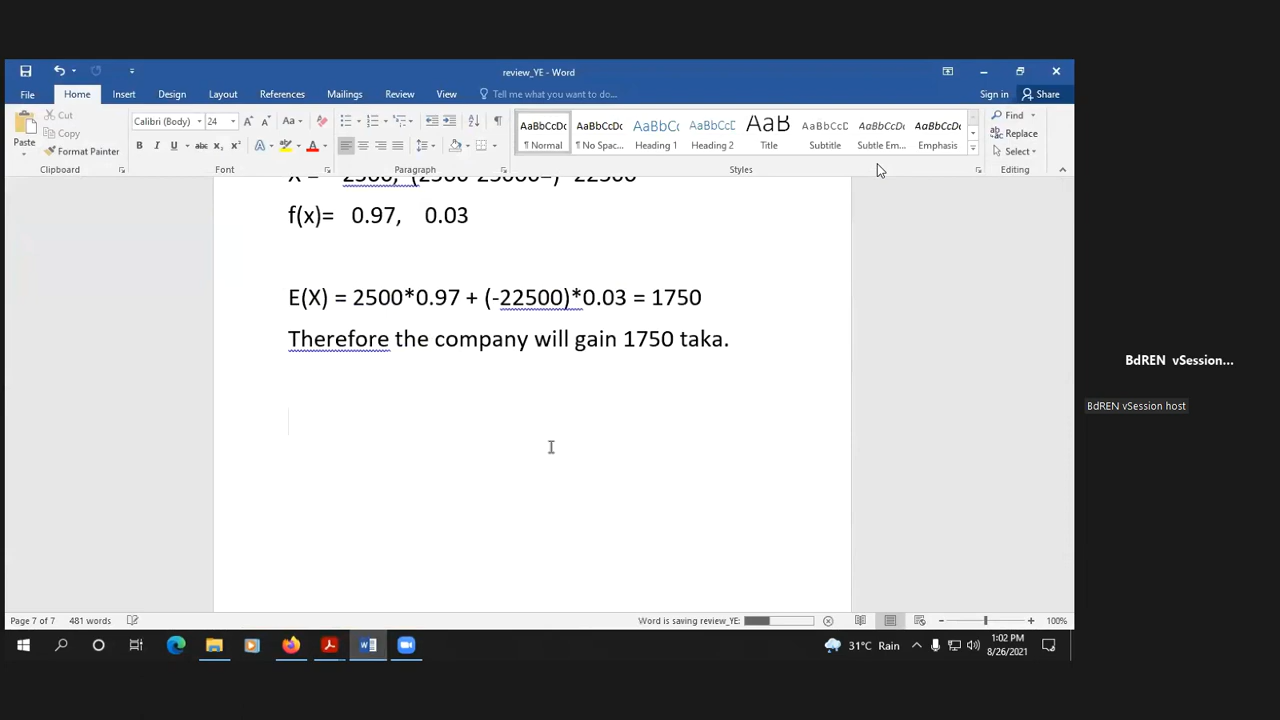 review_YE - Word
File Home Insert Design Layout References Mailings Review View Tell me what you want to do... Sign in Share
Paste
Cut
Copy
Format Painter
Clipboard
Calibri (Body) 24
Font
Paragraph
AaBbCcDc AaBbCcDc AaBbCc AaBbCcD AaB AaBbCcD AaBbCcDc AaBbCcDc
¶ Normal ¶ No Spac... Heading 1 Heading 2 Title Subtitle Subtle Em... Emphasis
Styles
Find
Replace
Select
Editing
f(x)= 0.97, 0.03
E(X) = 2500*0.97 + (-22500)*0.03 = 1750
Therefore the company will gain 1750 taka.
BdREN vSession...
BdREN vSession host
Page 7 of 7 481 words Word is saving review_YE: 100%
31°C Rain
1:02 PM
8/26/2021